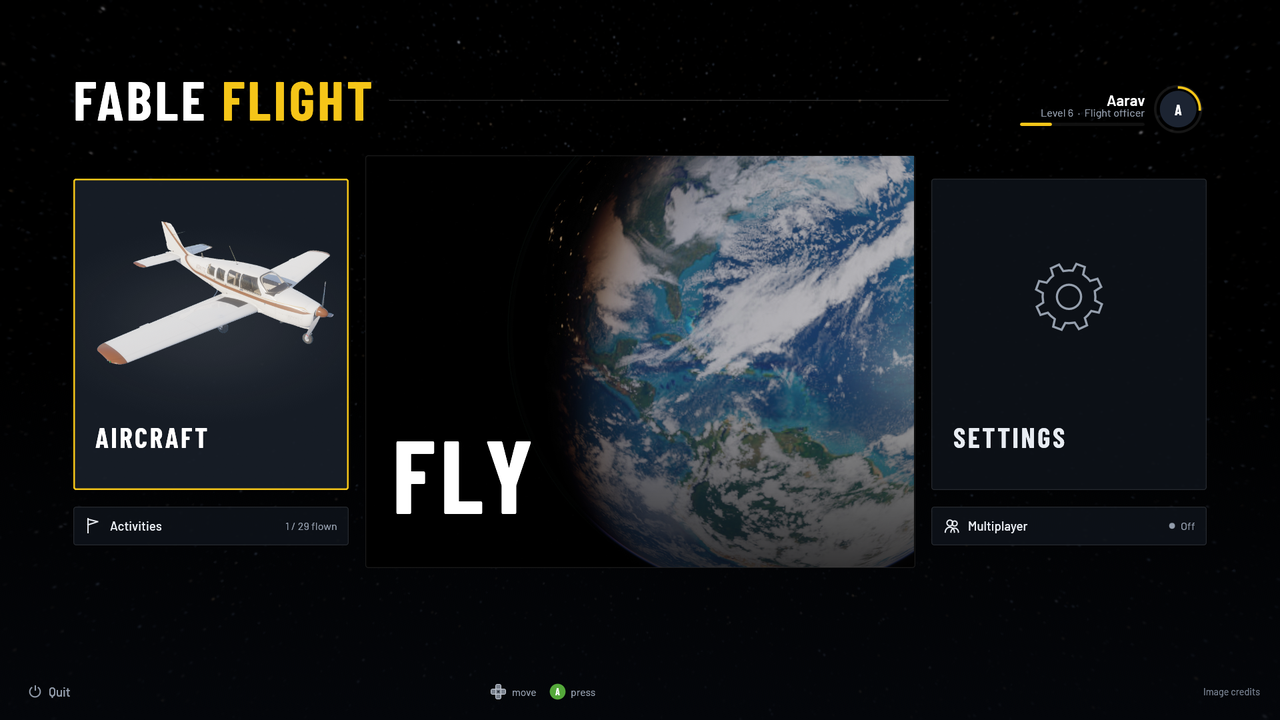 FABLE FLIGHT
Aarav
Level 6 · Flight officer
A
AIRCRAFT
FLY
SETTINGS
Activities
1 / 29 flown
Multiplayer
Off
Quit
move
A
press
Image credits